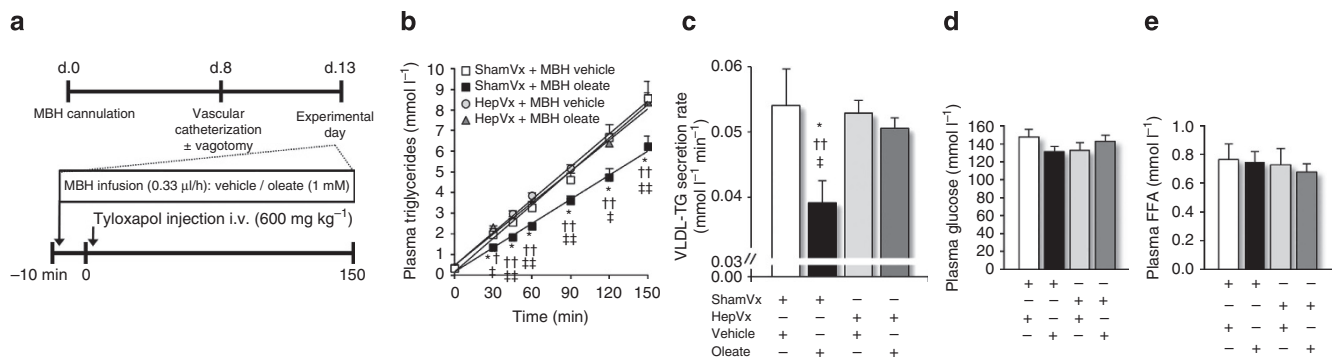 a
d.0 d.8 d.13
MBH cannulation
Vascular
catheterization
± vagotomy
Experimental
day
MBH infusion (0.33 µl/h): vehicle / oleate (1 mM)
Tyloxapol injection i.v. (600 mg kg−1)
−10 min 0 150
b
Plasma triglycerides (mmol l−1)
10
9
8
7
6
5
4
3
2
1
0
ShamVx + MBH vehicle
ShamVx + MBH oleate
HepVx + MBH vehicle
HepVx + MBH oleate
*†
‡
*
††
‡‡
*
††
‡‡
*
††
‡‡
*
††
‡
*
††
‡‡
0 30 60 90 120 150
Time (min)
c
VLDL-TG secretion rate
(mmol l−1 min−1)
0.06
0.05
0.04
0.03
0.00
*
††
‡
ShamVx + + − −
HepVx − − + +
Vehicle + − + −
Oleate − + − +
d
Plasma glucose (mmol l−1)
160
140
120
100
80
60
40
20
0
+ + + +
− − − −
+ − + −
− + − +
e
Plasma FFA (mmol l−1)
1.0
0.8
0.6
0.4
0.2
0.0
+ + − −
− − + +
+ − + −
− + − +